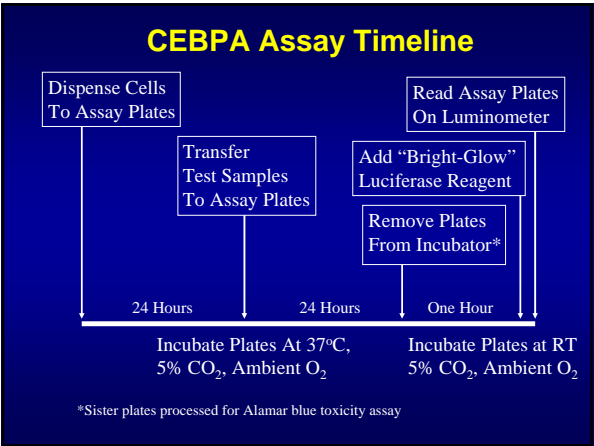 CEBPA Assay Timeline
Dispense Cells
To Assay Plates
Read Assay Plates
On Luminometer
Transfer
Test Samples
To Assay Plates
Add “Bright-Glow”
Luciferase Reagent
Remove Plates
From Incubator*
24 Hours
24 Hours
One Hour
Incubate Plates At 37°C,
5% CO₂, Ambient O₂
Incubate Plates at RT
5% CO₂, Ambient O₂
*Sister plates processed for Alamar blue toxicity assay